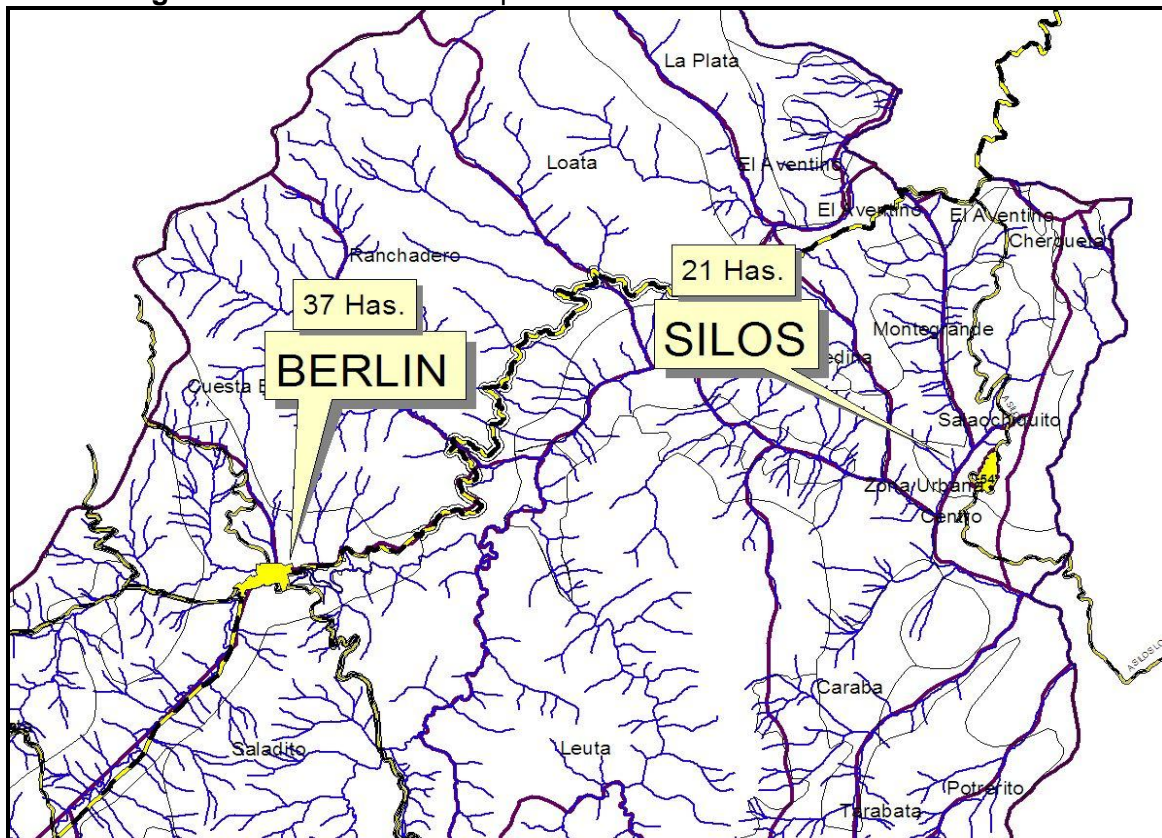 La Plata
Loata
El Aventino
El Aventino
El Aventino
Cherquera
Ranchadero
21 Has.
37 Has.
SILOS
Montegrande
BERLIN
Salaochiquito
Zona Urbana
Centro
Caraba
Saladito
Leuta
Potrerito
Tarabata